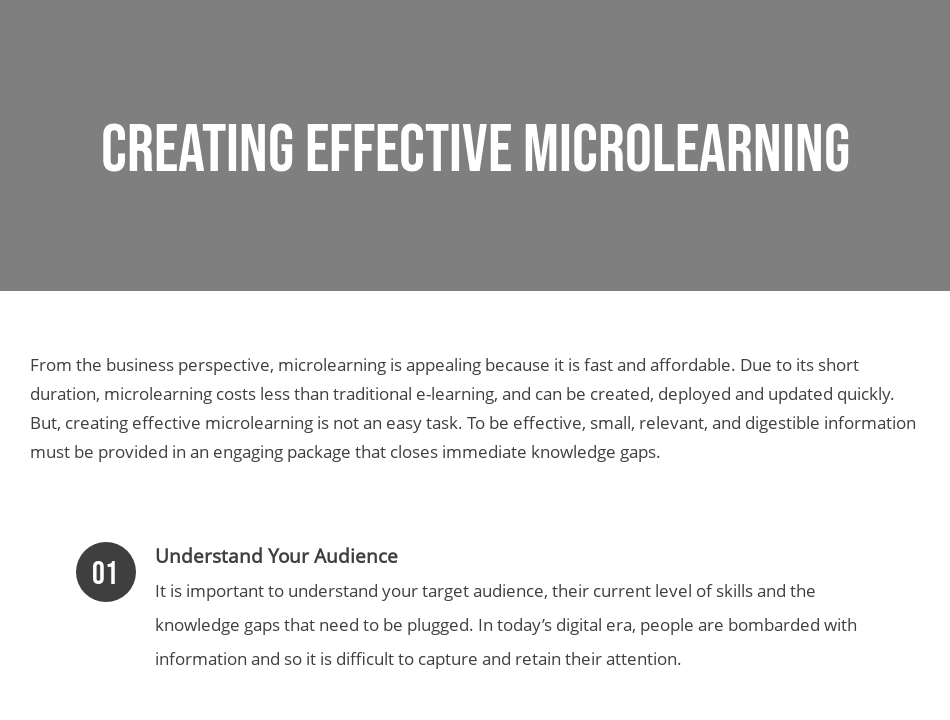 CREATING EFFECTIVE MICROLEARNING
From the business perspective, microlearning is appealing because it is fast and affordable. Due to its short
duration, microlearning costs less than traditional e-learning, and can be created, deployed and updated quickly.
But, creating effective microlearning is not an easy task. To be effective, small, relevant, and digestible information
must be provided in an engaging package that closes immediate knowledge gaps.
01
Understand Your Audience
It is important to understand your target audience, their current level of skills and the
knowledge gaps that need to be plugged. In today’s digital era, people are bombarded with
information and so it is difficult to capture and retain their attention.